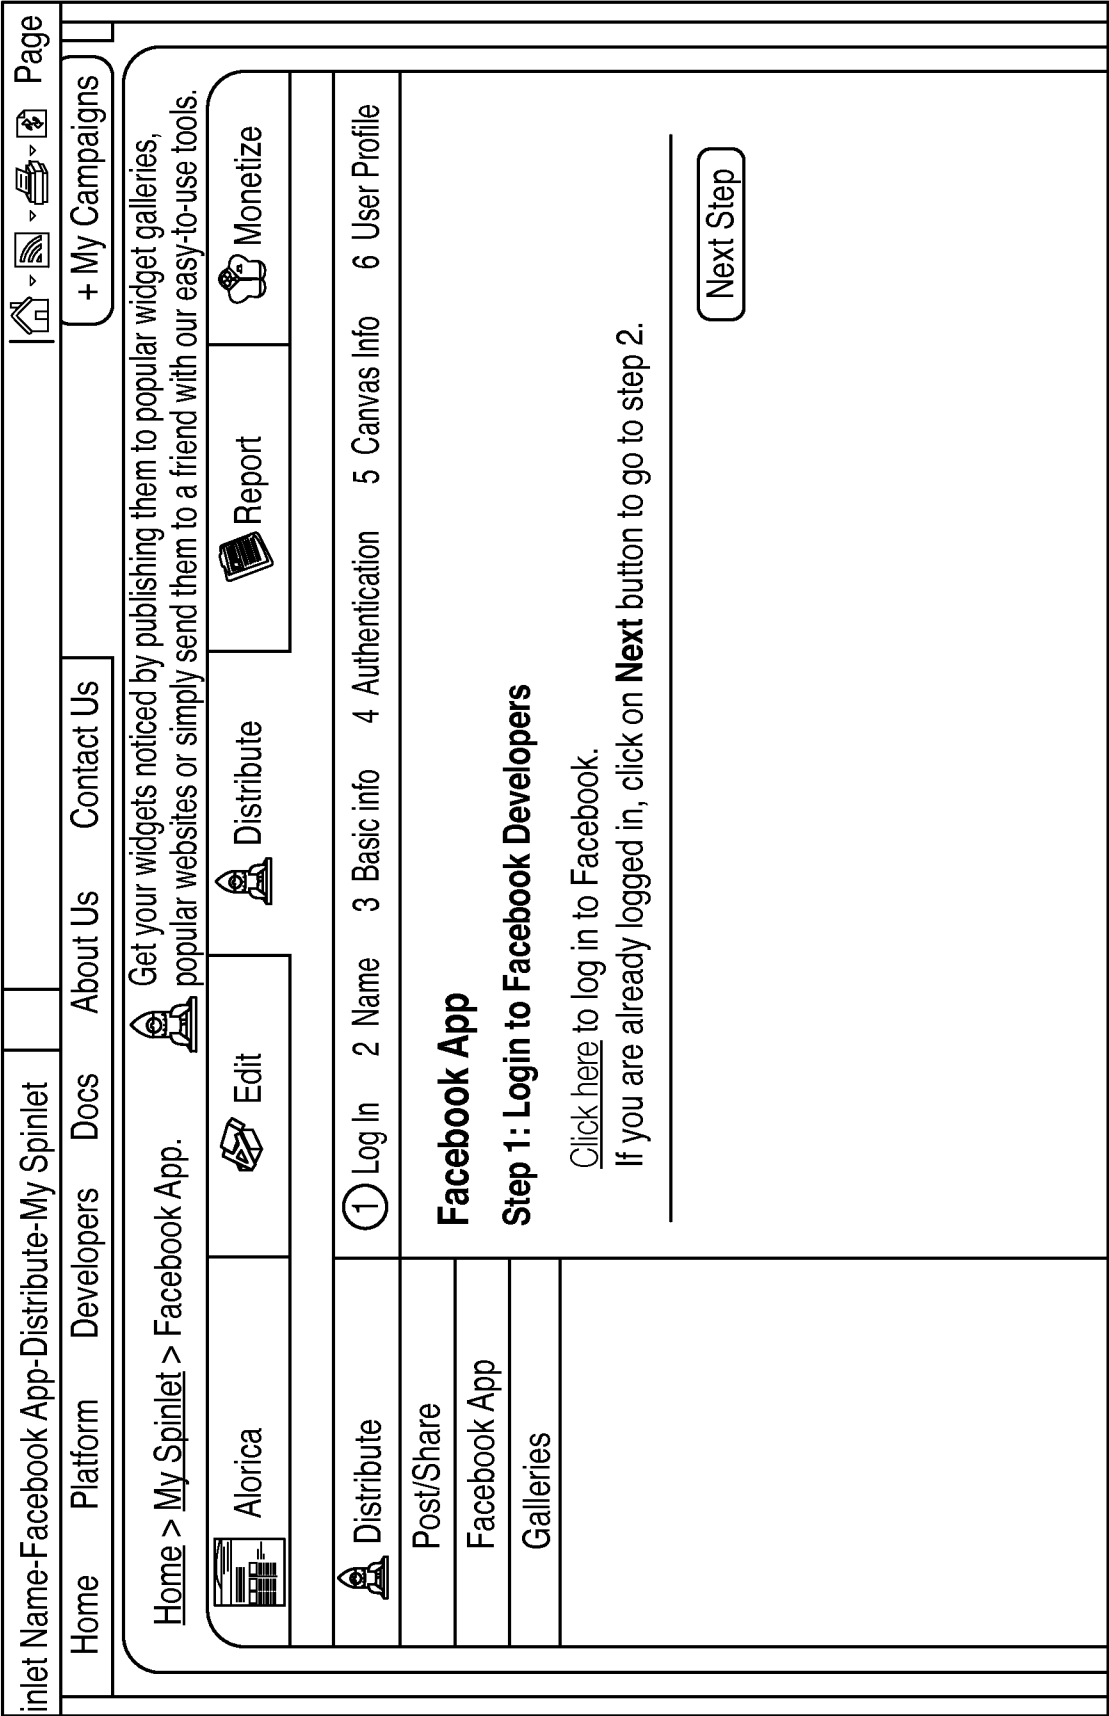 inlet Name-Facebook App-Distribute-My Spinlet
Page
Home Platform Developers Docs About Us Contact Us
+ My Campaigns
Home > My Spinlet > Facebook App.
Get your widgets noticed by publishing them to popular widget galleries,
popular websites or simply send them to a friend with our easy-to-use tools.
Alorica
Edit
Distribute
Report
Monetize
Distribute
Post/Share
Facebook App
Galleries
1 Log In 2 Name 3 Basic info 4 Authentication 5 Canvas Info 6 User Profile
Facebook App
Step 1: Login to Facebook Developers
Click here to log in to Facebook.
If you are already logged in, click on Next button to go to step 2.
Next Step